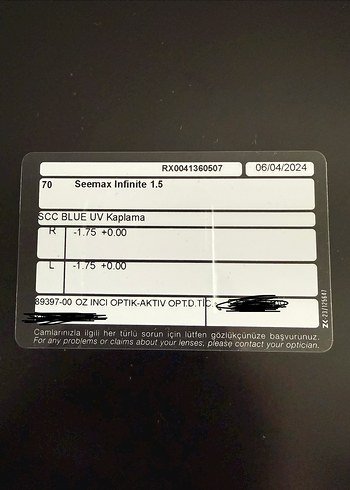 RX0041360507 06/04/2024
70 Seemax Infinite 1.5
SCC BLUE UV Kaplama
R -1.75 +0.00
L -1.75 +0.00
89397-00 OZ INCI OPTIK-AKTIV OPT.D.TIC.
Camlarınızla ilgili her türlü sorun için lütfen gözlükçünüze başvurunuz.
For any problems or claims about your lenses, please contact your optician.